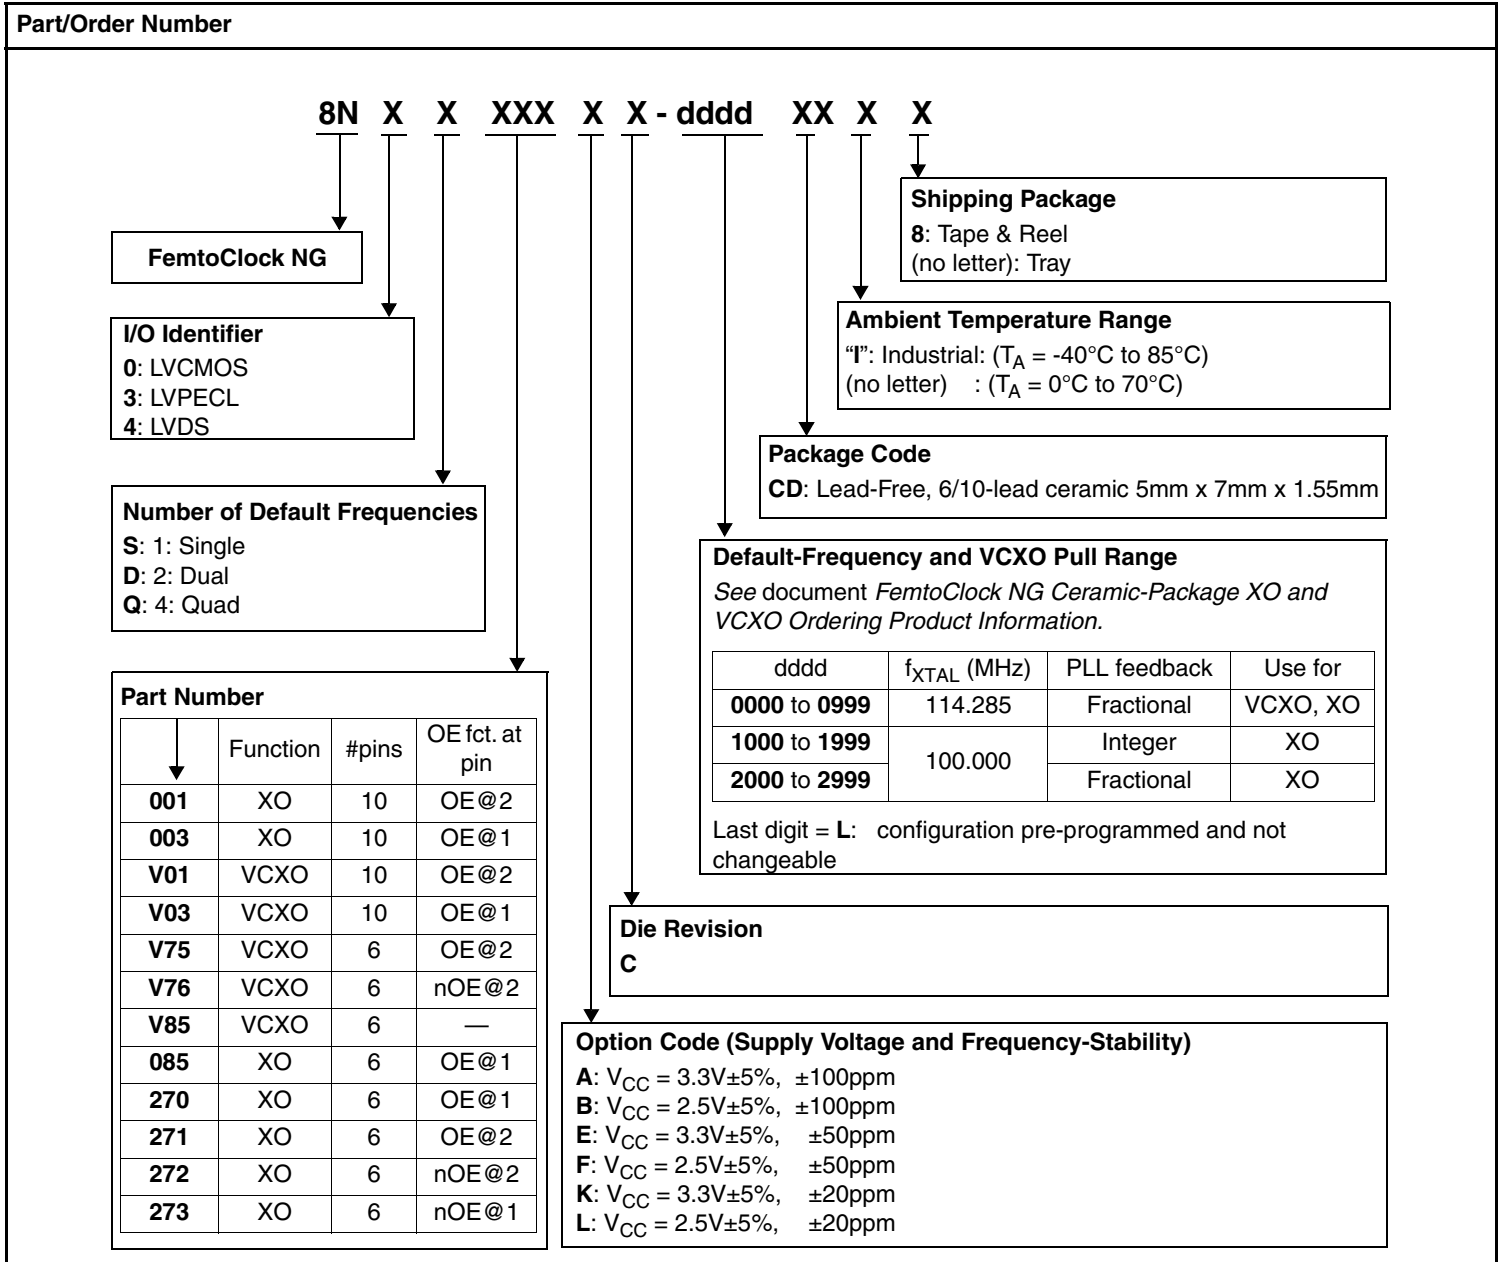 Part/Order Number
8N X X XXX X X - dddd XX X X
Shipping Package
8: Tape & Reel
(no letter): Tray
FemtoClock NG
Ambient Temperature Range
"I": Industrial: (TA = -40°C to 85°C)
(no letter) : (TA = 0°C to 70°C)
I/O Identifier
0: LVCMOS
3: LVPECL
4: LVDS
Package Code
CD: Lead-Free, 6/10-lead ceramic 5mm x 7mm x 1.55mm
Number of Default Frequencies
S: 1: Single
D: 2: Dual
Q: 4: Quad
Default-Frequency and VCXO Pull Range
See document FemtoClock NG Ceramic-Package XO and
VCXO Ordering Product Information.
dddd fXTAL (MHz) PLL feedback Use for
0000 to 0999 114.285 Fractional VCXO, XO
1000 to 1999 100.000 Integer XO
2000 to 2999 Fractional XO
Last digit = L: configuration pre-programmed and not
changeable
Part Number
Function #pins OE fct. at
pin
001 XO 10 OE@2
003 XO 10 OE@1
V01 VCXO 10 OE@2
V03 VCXO 10 OE@1
V75 VCXO 6 OE@2
V76 VCXO 6 nOE@2
V85 VCXO 6 —
085 XO 6 OE@1
270 XO 6 OE@1
271 XO 6 OE@2
272 XO 6 nOE@2
273 XO 6 nOE@1
Die Revision
C
Option Code (Supply Voltage and Frequency-Stability)
A: VCC = 3.3V±5%, ±100ppm
B: VCC = 2.5V±5%, ±100ppm
E: VCC = 3.3V±5%, ±50ppm
F: VCC = 2.5V±5%, ±50ppm
K: VCC = 3.3V±5%, ±20ppm
L: VCC = 2.5V±5%, ±20ppm